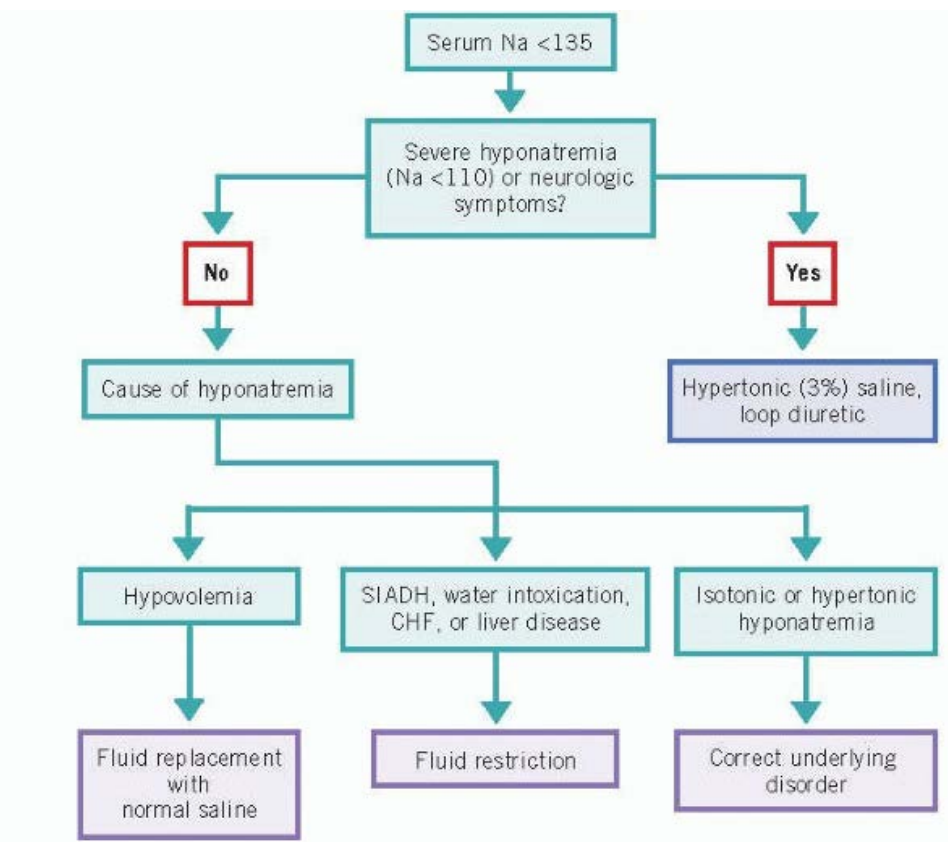 Serum Na <135
Severe hyponatremia
(Na <110) or neurologic
symptoms?
No
Yes
Cause of hyponatremia
Hypertonic (3%) saline,
loop diuretic
Hypovolemia
SIADH, water intoxication,
CHF, or liver disease
Isotonic or hypertonic
hyponatremia
Fluid replacement
with
normal saline
Fluid restriction
Correct underlying
disorder